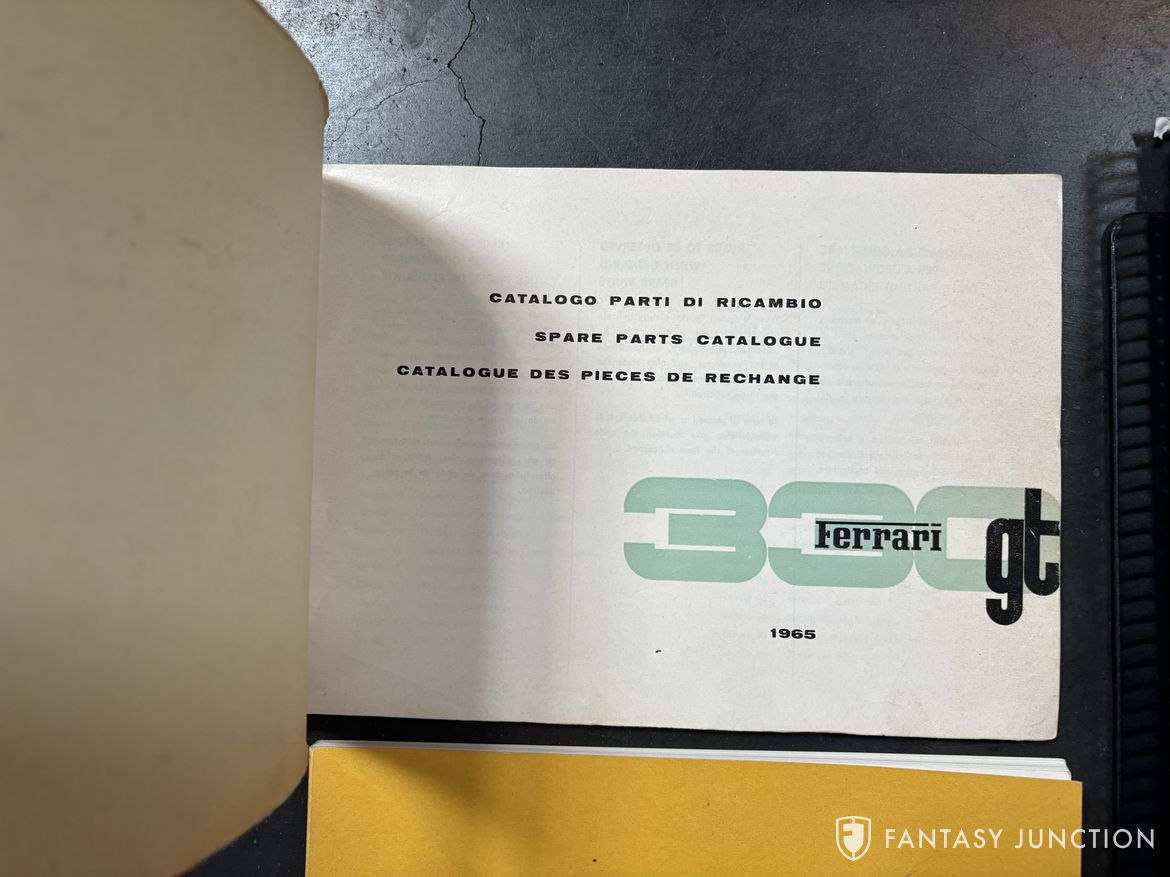 CATALOGO PARTI DI RICAMBIO
SPARE PARTS CATALOGUE
CATALOGUE DES PIECES DE RECHANGE
330 gt
Ferrari
1965
FANTASY JUNCTION